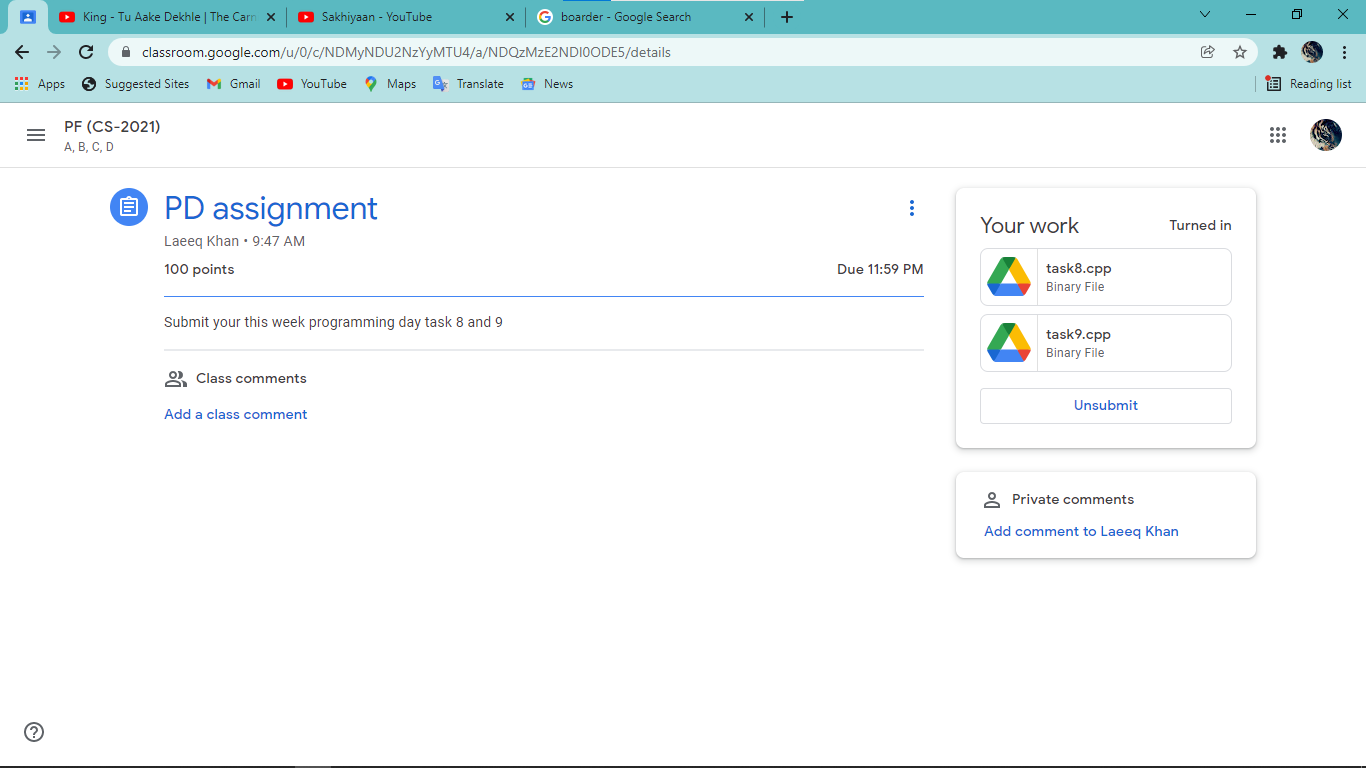 King - Tu Aake Dekhle | The Carn
Sakhiyaan - YouTube
boarder - Google Search
classroom.google.com/u/0/c/NDMyNDU2NzYyMTU4/a/NDQzMzE2NDI0ODE5/details
Apps
Suggested Sites
Gmail
YouTube
Maps
Translate
News
Reading list
PF (CS-2021)
A, B, C, D
PD assignment
Laeeq Khan • 9:47 AM
100 points
Due 11:59 PM
Submit your this week programming day task 8 and 9
Class comments
Add a class comment
Your work
Turned in
task8.cpp
Binary File
task9.cpp
Binary File
Unsubmit
Private comments
Add comment to Laeeq Khan